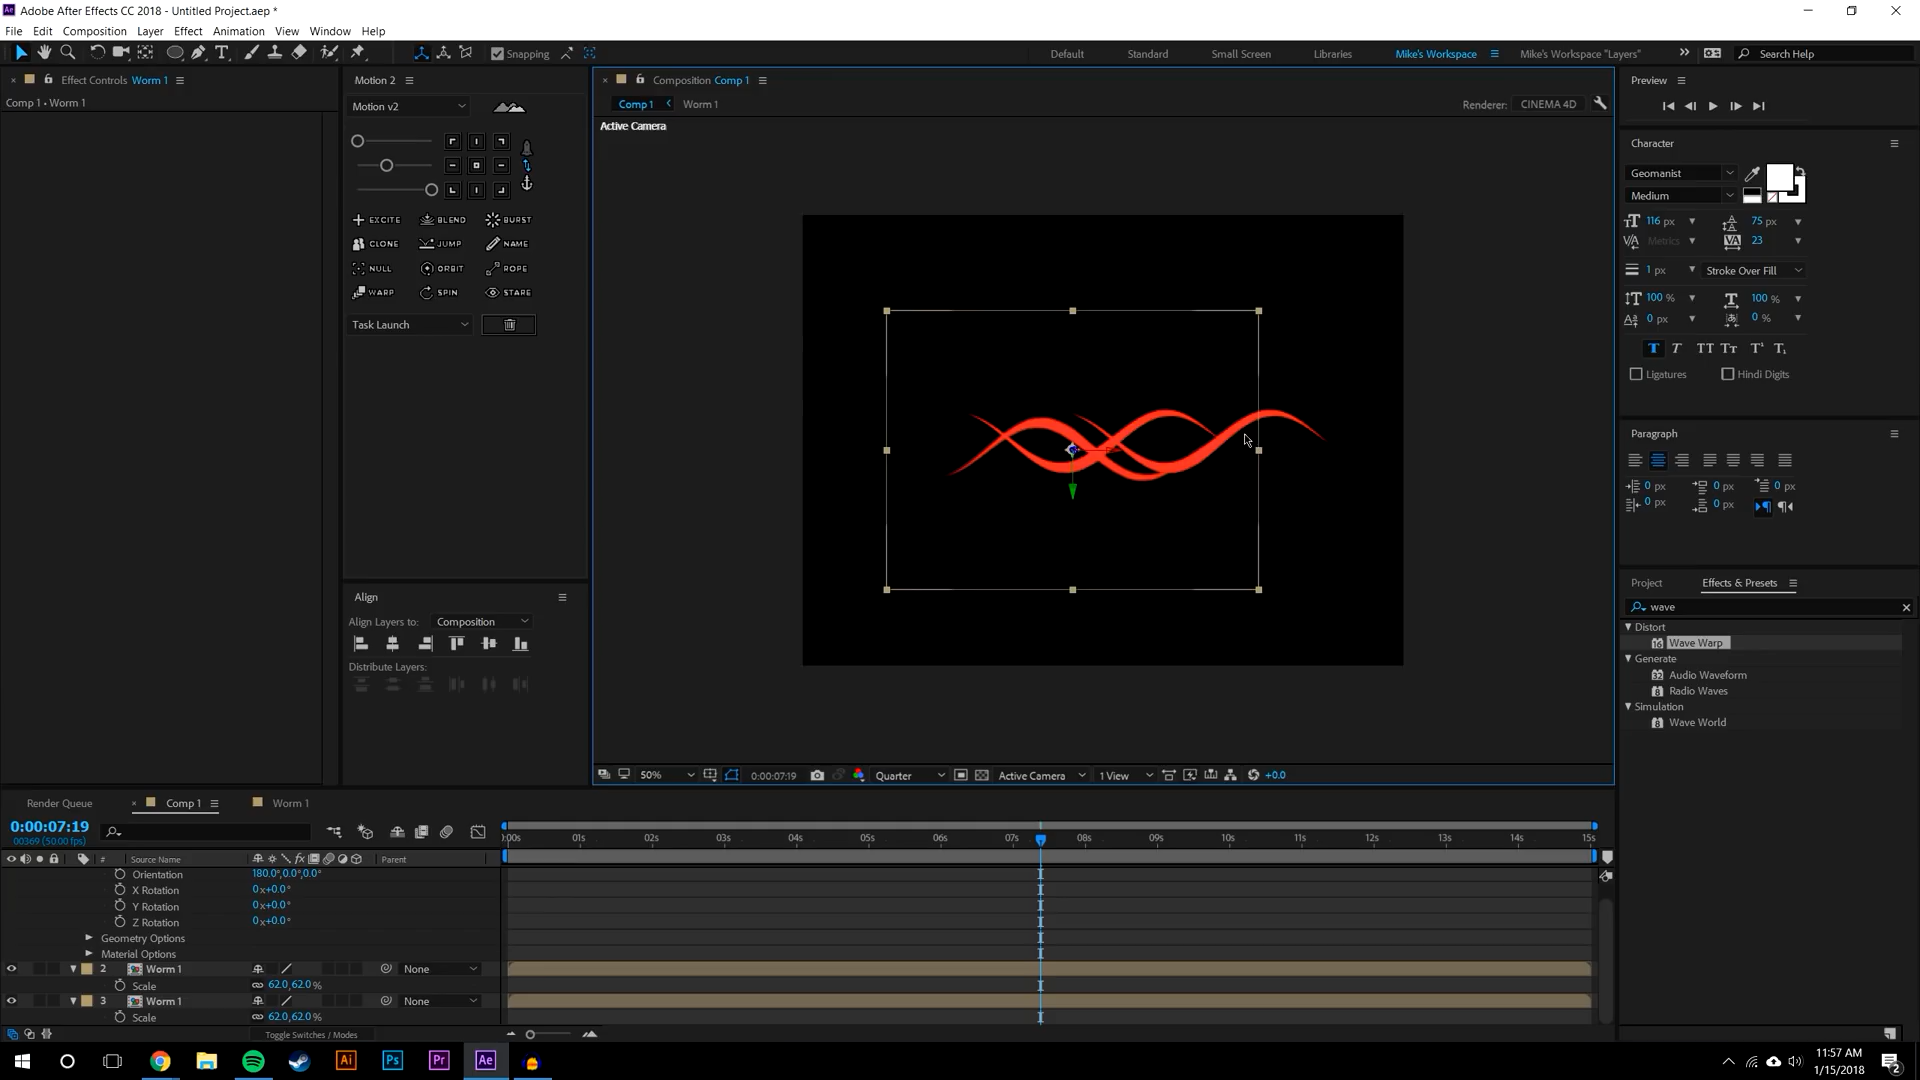 Adobe After Effects CC 2018 - Untitled Project.aep *
File Edit Composition Layer Effect Animation View Window Help
Snapping
Default Standard Small Screen Libraries Mike's Workspace Mike's Workspace "Layers" Search Help
Effect Controls Worm 1
Comp 1 • Worm 1
Motion 2
Motion v2
EXCITE BLEND BURST
CLONE JUMP NAME
NULL ORBIT ROPE
WARP SPIN STARE
Task Launch
Align
Align Layers to: Composition
Distribute Layers:
Composition Comp 1
Comp 1 Worm 1
Renderer: CINEMA 4D
Active Camera
50% 0:00:07:19 Quarter Active Camera 1 View +0.0
Preview
Character
Geomanist
Medium
116 px 75 px
Metrics 23
1 px Stroke Over Fill
100 % 100 %
0 px 0 %
T T TT Tt T¹ T₁
Ligatures Hindi Digits
Paragraph
0 px 0 px 0 px
0 px 0 px
Project Effects & Presets
wave
Distort
Wave Warp
Generate
Audio Waveform
Radio Waves
Simulation
Wave World
Render Queue Comp 1 Worm 1
0:00:07:19
00369 (50.00 fps)
:00s 01s 02s 03s 04s 05s 06s 07s 08s 09s 10s 11s 12s 13s 14s 15s
# Source Name Parent
Orientation 180.0°,0.0°,0.0°
X Rotation 0x+0.0°
Y Rotation 0x+0.0°
Z Rotation 0x+0.0°
Geometry Options
Material Options
2 Worm 1 None
Scale 62.0,62.0%
3 Worm 1 None
Scale 62.0,62.0%
Toggle Switches / Modes
Ai Ps Pr Ae
11:57 AM
1/15/2018
2